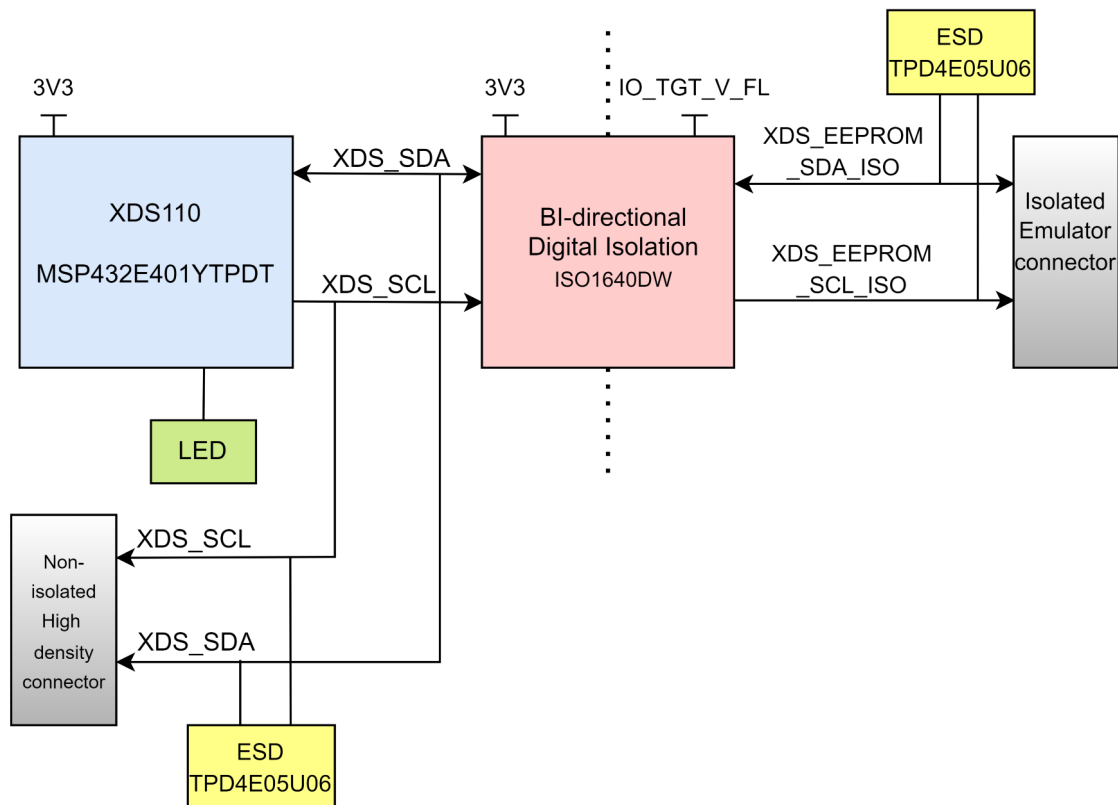 ESD
TPD4E05U06
3V3
3V3
IO_TGT_V_FL
XDS110
MSP432E401YTPDT
XDS_SDA
XDS_SCL
BI-directional
Digital Isolation
ISO1640DW
XDS_EEPROM
_SDA_ISO
XDS_EEPROM
_SCL_ISO
Isolated
Emulator
connector
LED
Non-
isolated
High
density
connector
XDS_SCL
XDS_SDA
ESD
TPD4E05U06